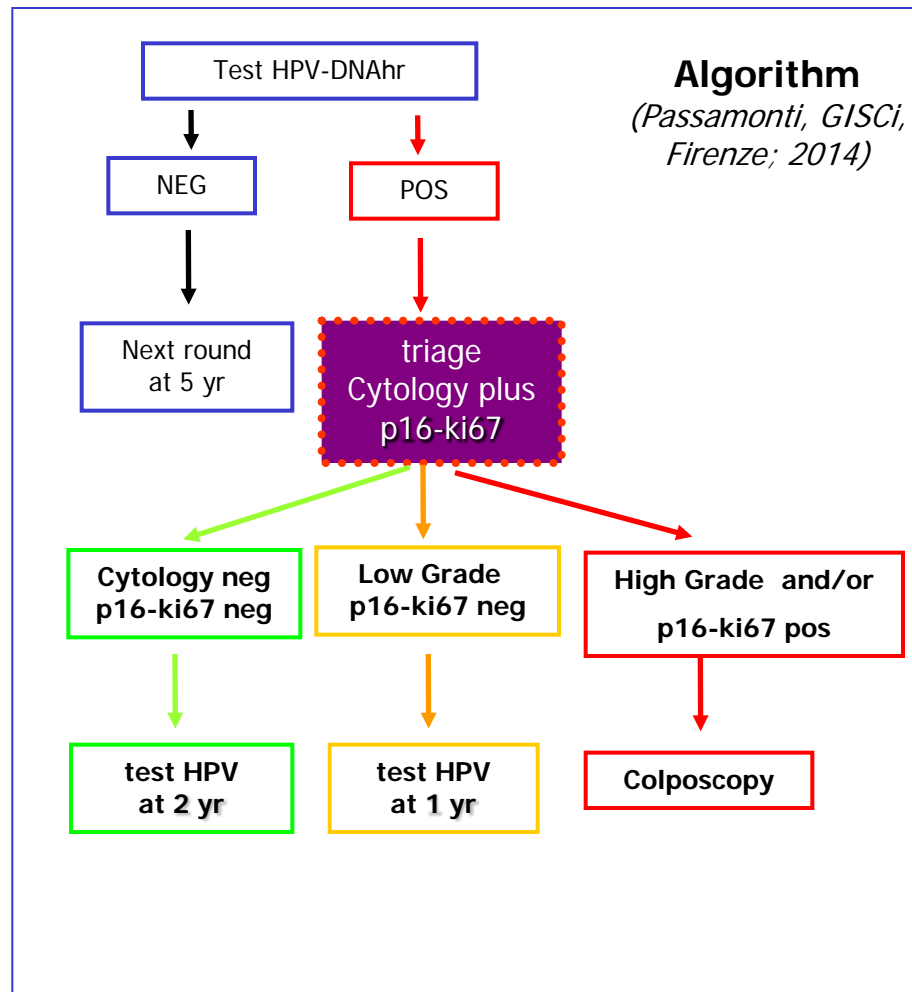 Test HPV-DNAhr
Algorithm
(Passamonti, GISCi,
Firenze; 2014)
NEG
POS
Next round
at 5 yr
triage
Cytology plus
p16-ki67
Cytology neg
p16-ki67 neg
Low Grade
p16-ki67 neg
High Grade and/or
p16-ki67 pos
test HPV
at 2 yr
test HPV
at 1 yr
Colposcopy